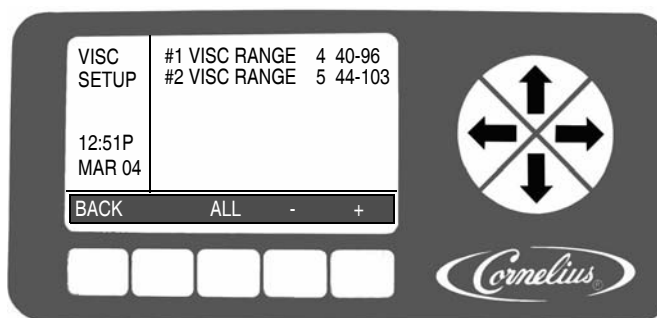 VISC
SETUP
12:51P
MAR 04
#1 VISC RANGE 4 40-96
#2 VISC RANGE 5 44-103
BACK ALL - +
Cornelius®